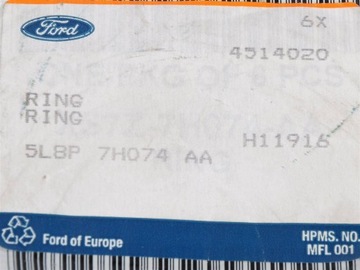 Ford
6X
4514020
RING
RING
H11916
5L8P 7H074 AA
Ford of Europe
HPMS. NO.
MFL 001